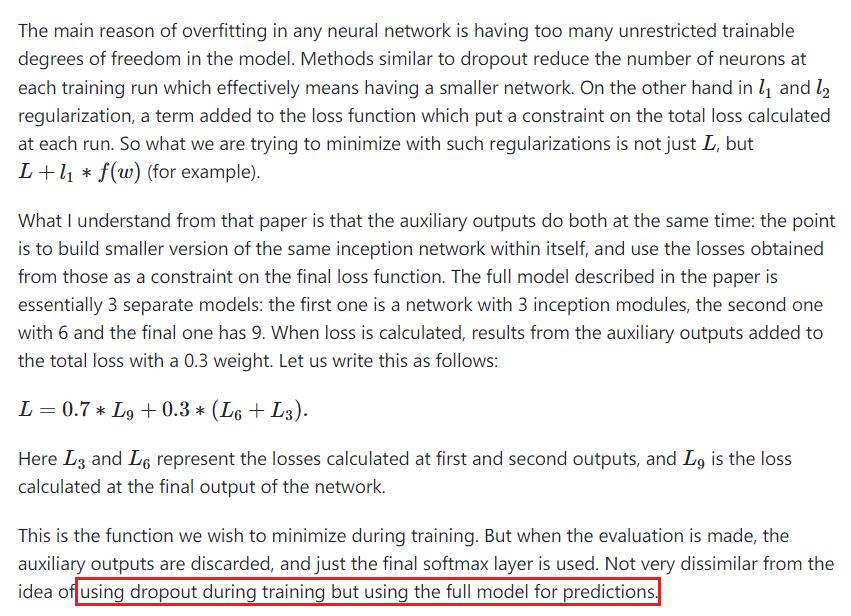 The main reason of overfitting in any neural network is having too many unrestricted trainable
degrees of freedom in the model. Methods similar to dropout reduce the number of neurons at
each training run which effectively means having a smaller network. On the other hand in l₁ and l₂
regularization, a term added to the loss function which put a constraint on the total loss calculated
at each run. So what we are trying to minimize with such regularizations is not just L, but
L + l₁ * f(w) (for example).
What I understand from that paper is that the auxiliary outputs do both at the same time: the point
is to build smaller version of the same inception network within itself, and use the losses obtained
from those as a constraint on the final loss function. The full model described in the paper is
essentially 3 separate models: the first one is a network with 3 inception modules, the second one
with 6 and the final one has 9. When loss is calculated, results from the auxiliary outputs added to
the total loss with a 0.3 weight. Let us write this as follows:
L = 0.7 * L₉ + 0.3 * (L₆ + L₃).
Here L₃ and L₆ represent the losses calculated at first and second outputs, and L₉ is the loss
calculated at the final output of the network.
This is the function we wish to minimize during training. But when the evaluation is made, the
auxiliary outputs are discarded, and just the final softmax layer is used. Not very dissimilar from the
idea of using dropout during training but using the full model for predictions.